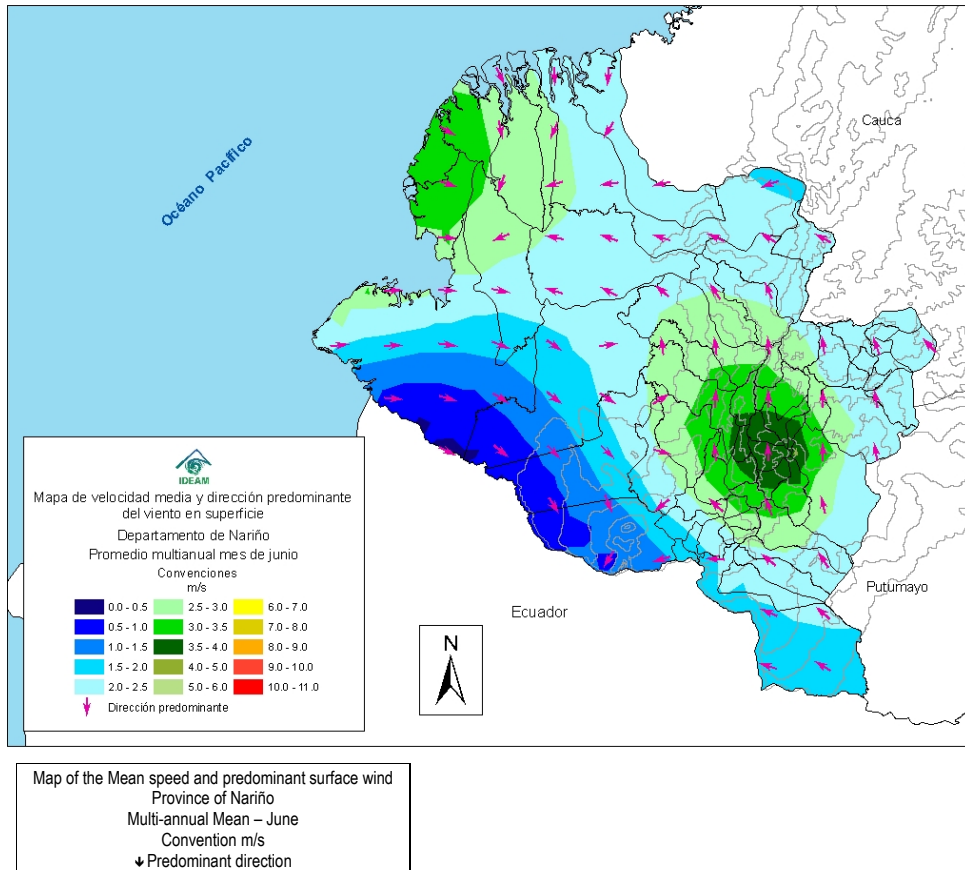 Cauca
Océano Pacífico
IDEAM
Mapa de velocidad media y dirección predominante
del viento en superficie
Departamento de Nariño
Promedio multianual mes de junio
Convenciones
m/s
0.0 - 0.5 2.5 - 3.0 6.0 - 7.0
0.5 - 1.0 3.0 - 3.5 7.0 - 8.0
1.0 - 1.5 3.5 - 4.0 8.0 - 9.0
1.5 - 2.0 4.0 - 5.0 9.0 - 10.0
2.0 - 2.5 5.0 - 6.0 10.0 - 11.0
Dirección predominante
Putumayo
Ecuador
N
Map of the Mean speed and predominant surface wind
Province of Nariño
Multi-annual Mean – June
Convention m/s
Predominant direction